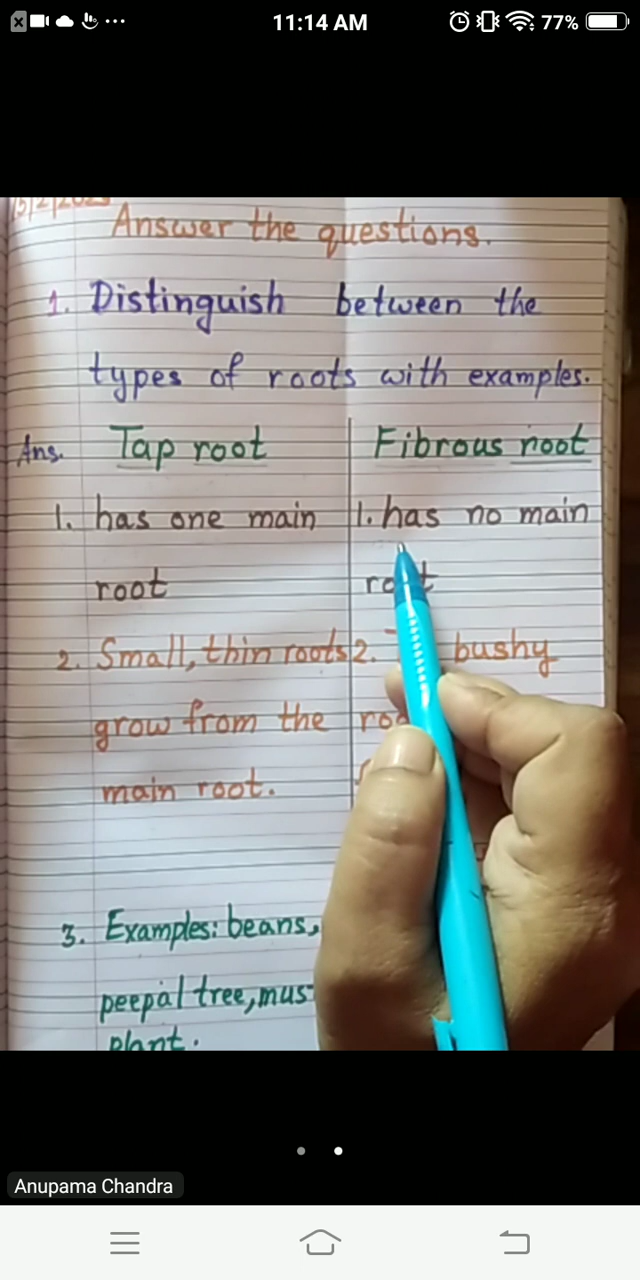 11:14 AM
77%
Answer the questions.
1. Distinguish between the
types of roots with examples.
Ans. Tap root Fibrous root
1. has one main 1. has no main
root root
2. Small, thin roots 2. bushy
grow from the
main root.
3. Examples: beans,
peepal tree,
plant.
Anupama Chandra